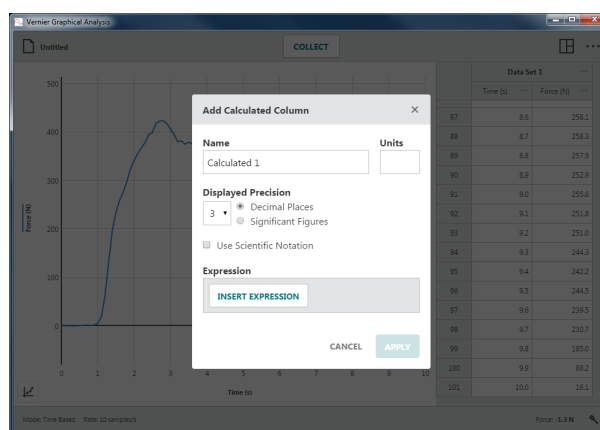 Vernier Graphical Analysis
Untitled
COLLECT
500
400
300
200
100
0
Force (N)
0 1 2 3 4 5 6 7 8 9 10
Time (s)
Add Calculated Column
Name
Units
Calculated 1
Displayed Precision
3
Decimal Places
Significant Figures
Use Scientific Notation
Expression
INSERT EXPRESSION
CANCEL
APPLY
Data Set 1
Time (s) Force (N)
87 8.6 258.1
88 8.7 258.3
89 8.8 257.9
90 8.9 252.9
91 9.0 255.6
92 9.1 251.8
93 9.2 251.0
94 9.3 244.3
95 9.4 242.2
96 9.5 244.5
97 9.6 239.5
98 9.7 230.7
99 9.8 185.0
100 9.9 88.2
101 10.0 16.1
Mode: Time Based Rate: 10 samples/s
Force: -1.3 N